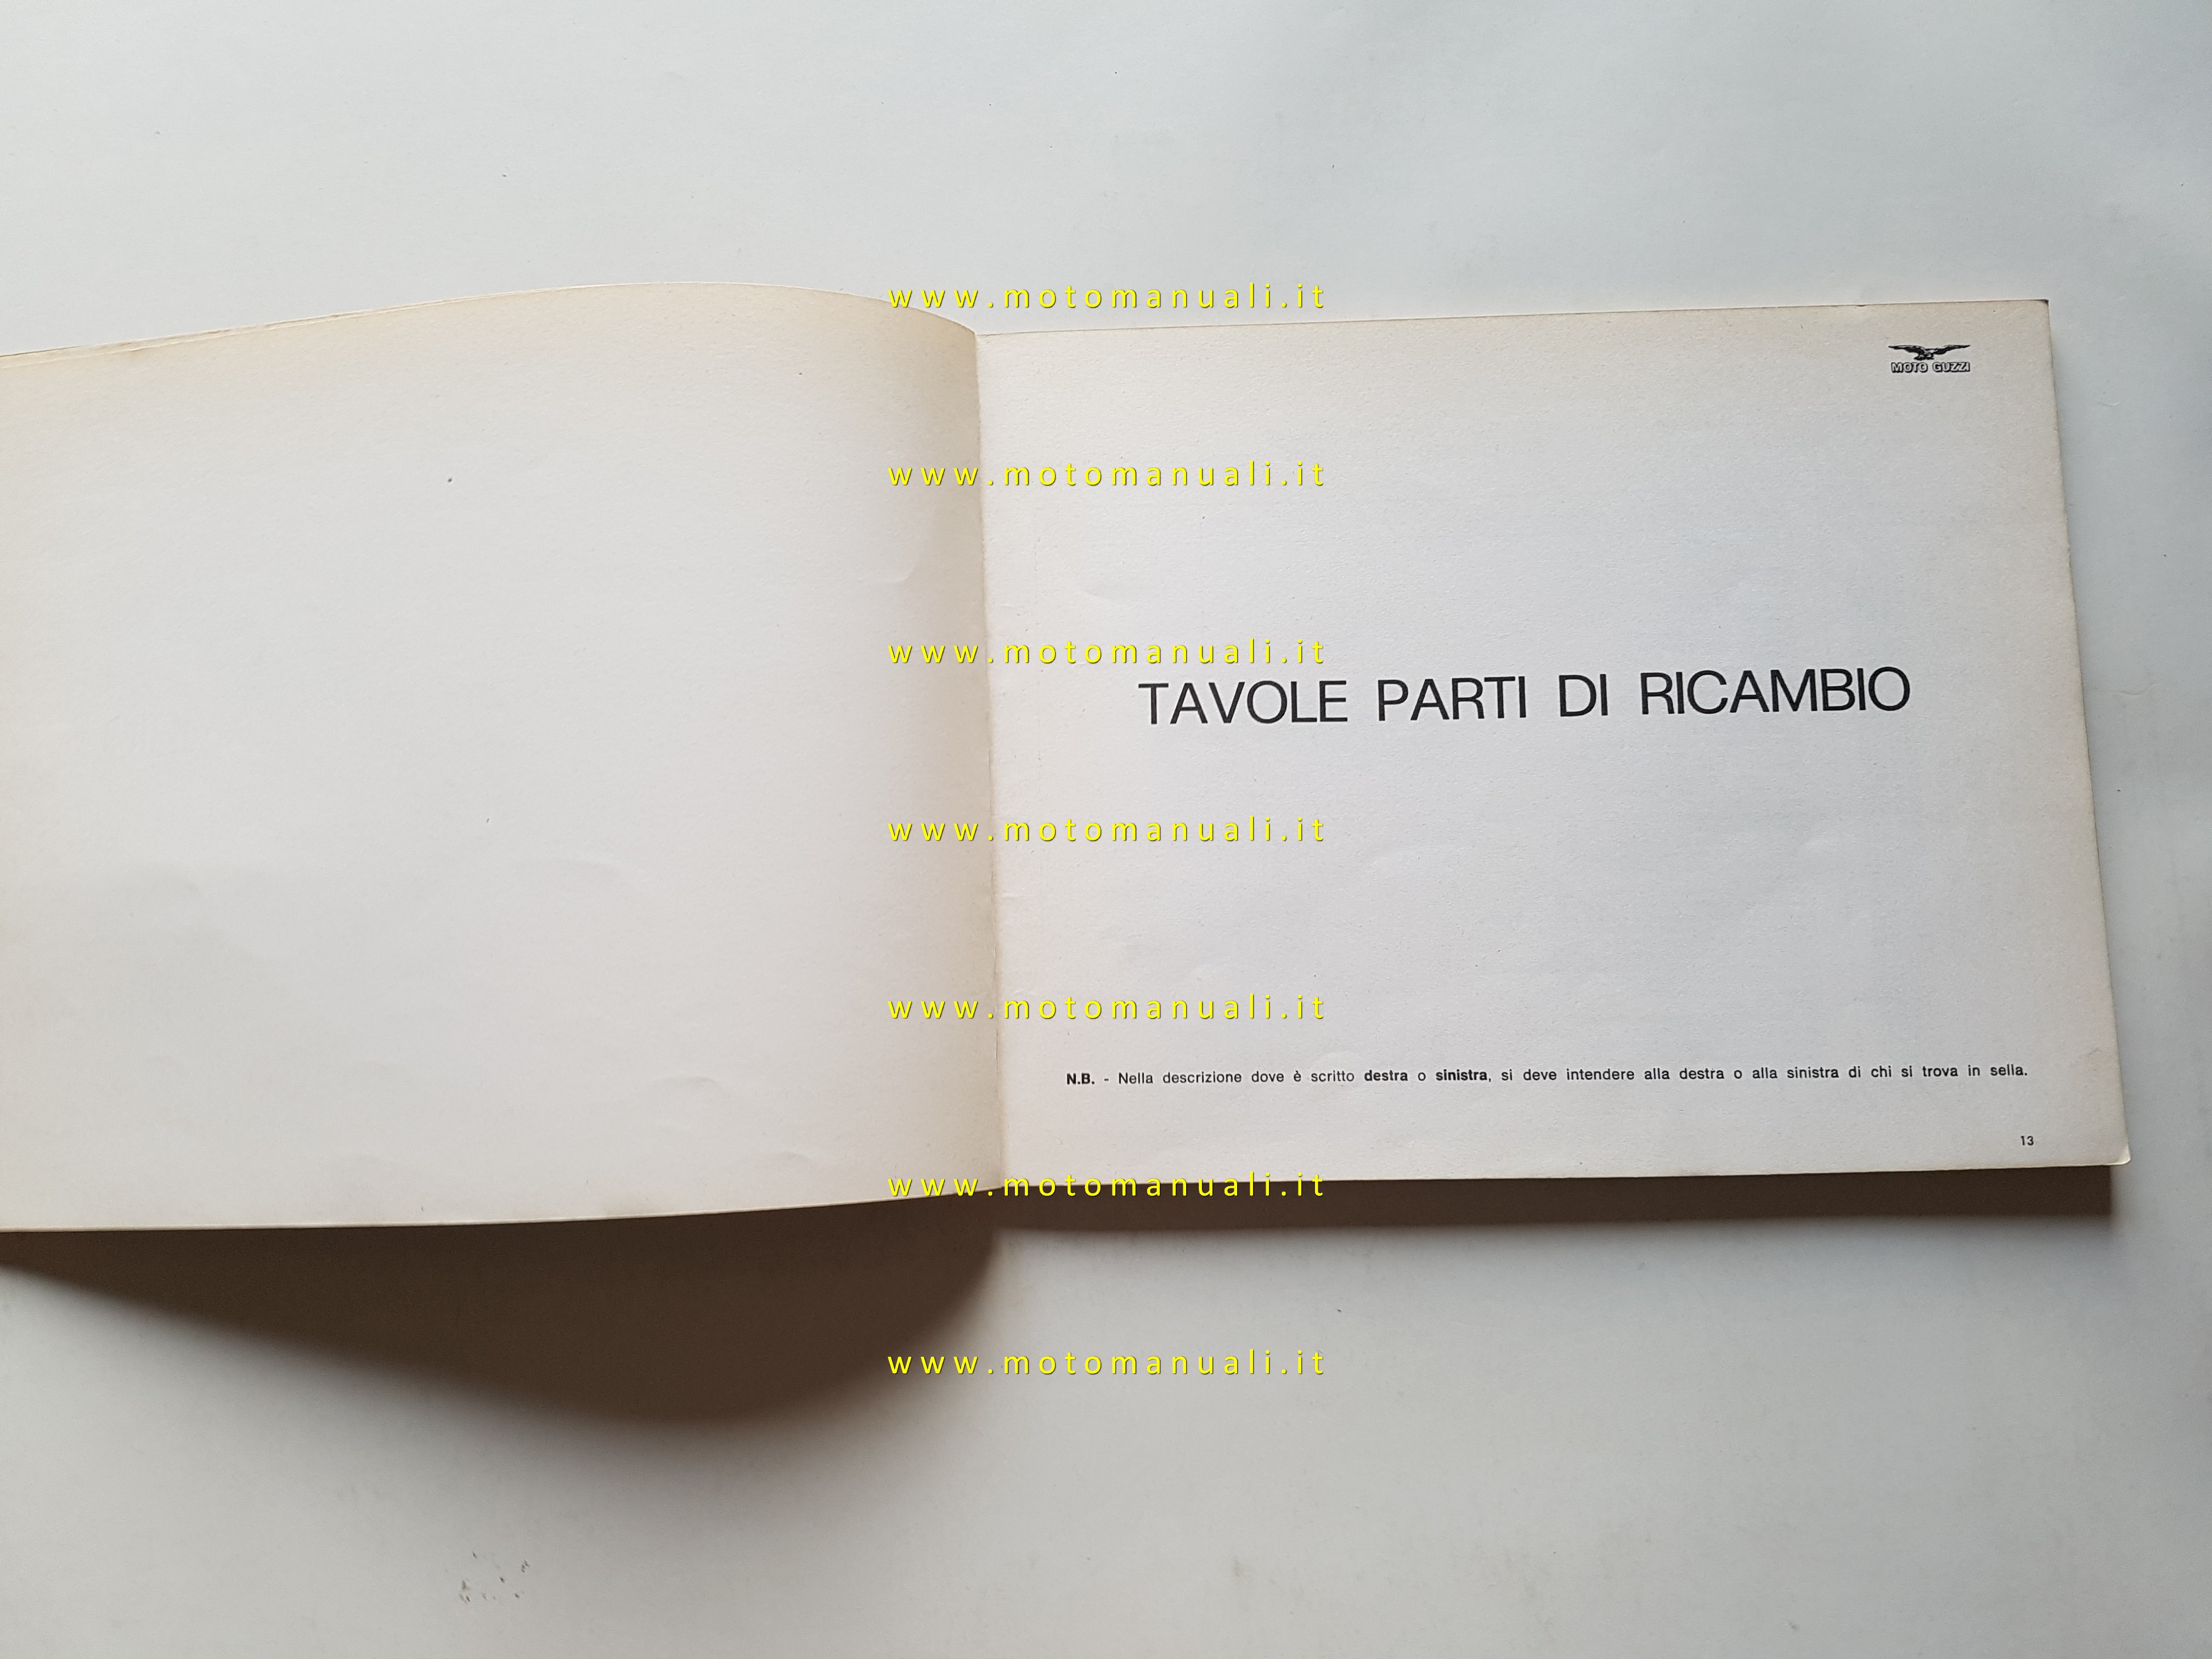 www.motomanuali.it
MOTO GUZZI
www.motomanuali.it
www.motomanuali.it
TAVOLE PARTI DI RICAMBIO
www.motomanuali.it
www.motomanuali.it
N.B. - Nella descrizione dove è scritto destra o sinistra, si deve intendere alla destra o alla sinistra di chi si trova in sella.
13
www.motomanuali.it
www.motomanuali.it